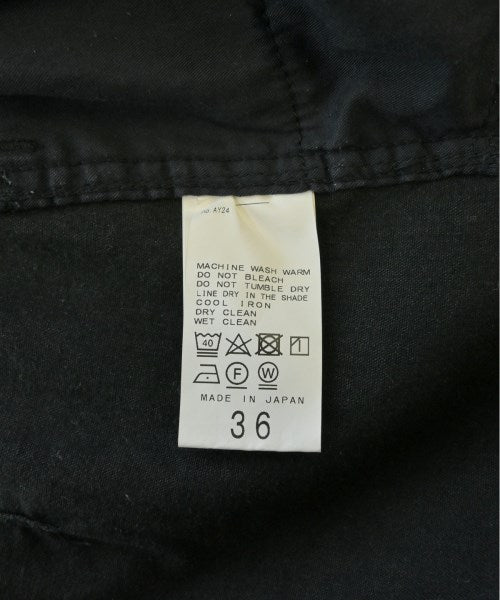 AY24
MACHINE WASH WARM
DO NOT BLEACH
DO NOT TUMBLE DRY
LINE DRY IN THE SHADE
COOL IRON
DRY CLEAN
WET CLEAN
40
F W
MADE IN JAPAN
36